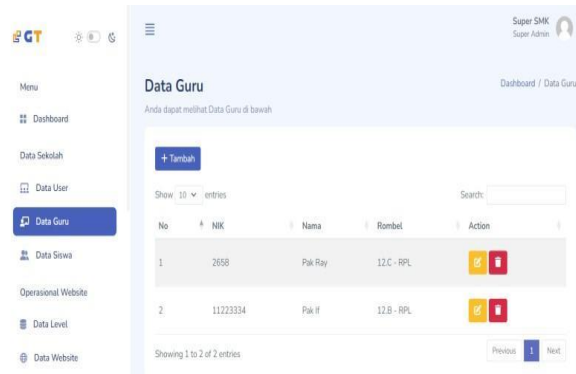 GT
Super SMK
Super Admin
Menu
Dashboard
Data Sekolah
Data User
Data Guru
Data Siswa
Operasional Website
Data Level
Data Website
Data Guru
Dashboard / Data Guru
Anda dapat melihat Data Guru di bawah
+ Tambah
Show 10 entries
Search:
No NIK Nama Rombel Action
1 2658 Pak Ray 12.C - RPL
2 11223334 Pak If 12.B - RPL
Showing 1 to 2 of 2 entries
Previous 1 Next